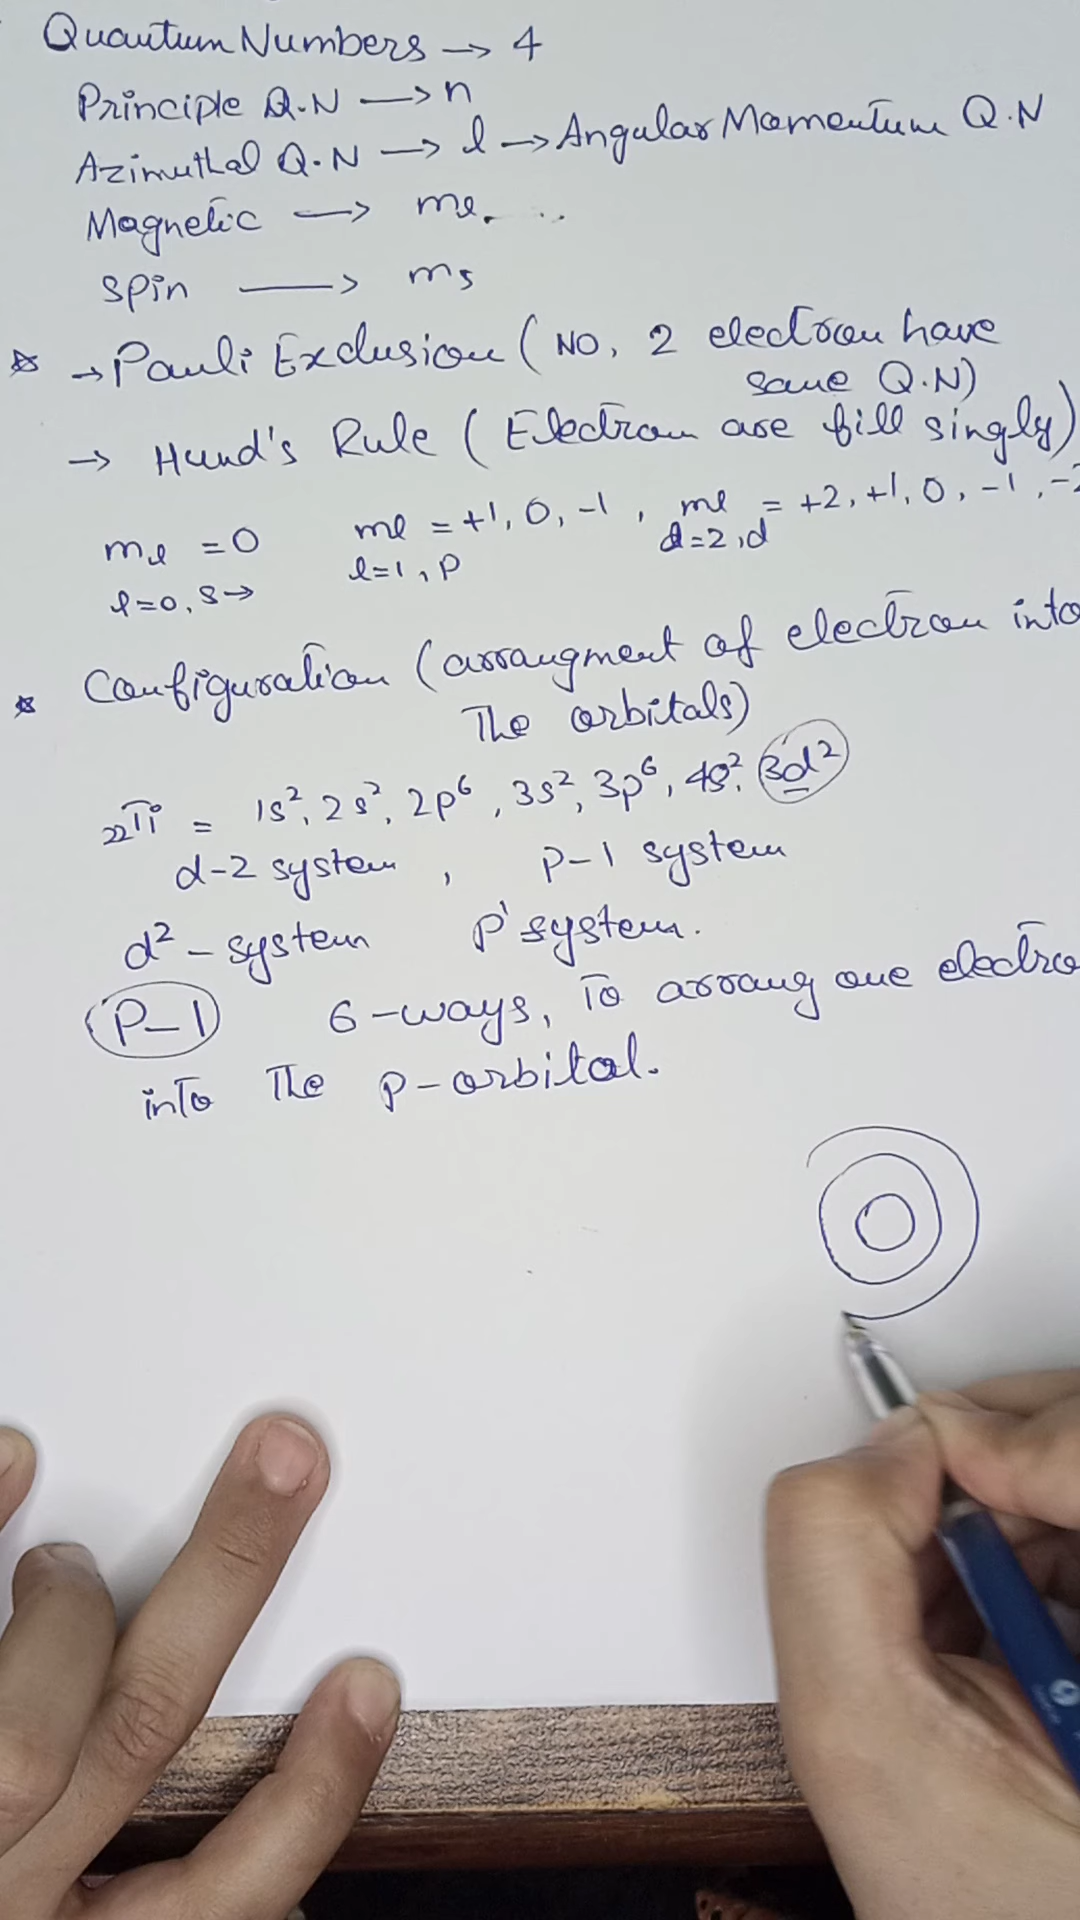 Quantum Numbers → 4
Principle Q.N → n
Azimuthal Q.N → l → Angular Momentum Q.N
Magnetic → ml
Spin → ms
☆ → Pauli Exclusion (No, 2 electron have
same Q.N)
→ Hund's Rule (Electron are fill singly)
ml = 0   ml = +1, 0, -1 , ml = +2, +1, 0, -1, -2
l=0, s→   l=1, p   d=2, d
☆ Configuration (arrangment of electron into
The orbitals)
₂₂Ti = 1s², 2s², 2p⁶, 3s², 3p⁶, 4s², 3d²
d-2 system , p-1 system
d² - system   p¹ system.
P-1   6-ways, To arrang one electro
into The p-orbital.